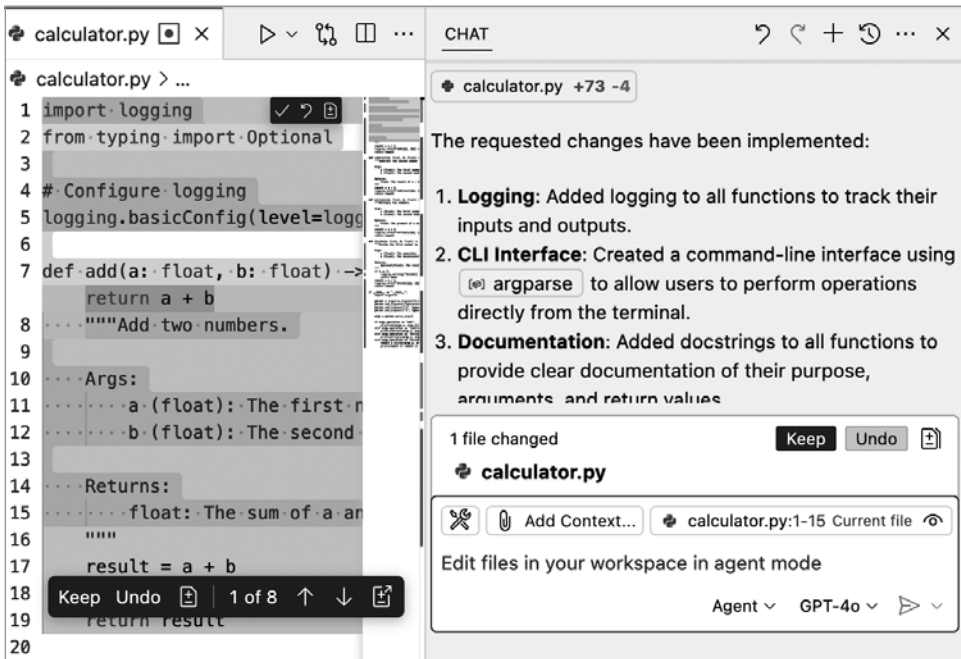 calculator.py
CHAT
calculator.py > ...
calculator.py +73 -4
1 import logging
2 from typing import Optional
3
4 # Configure logging
5 logging.basicConfig(level=logg
6
7 def add(a: float, b: float) ->
return a + b
8 """Add two numbers.
9
10 Args:
11 a (float): The first n
12 b (float): The second
13
14 Returns:
15 float: The sum of a an
16 """
17 result = a + b
18
19 return result
20
Keep Undo 1 of 8
The requested changes have been implemented:
1. Logging: Added logging to all functions to track their
inputs and outputs.
2. CLI Interface: Created a command-line interface using
argparse to allow users to perform operations
directly from the terminal.
3. Documentation: Added docstrings to all functions to
provide clear documentation of their purpose,
arguments, and return values.
1 file changed Keep Undo
calculator.py
Add Context... calculator.py:1-15 Current file
Edit files in your workspace in agent mode
Agent GPT-4o